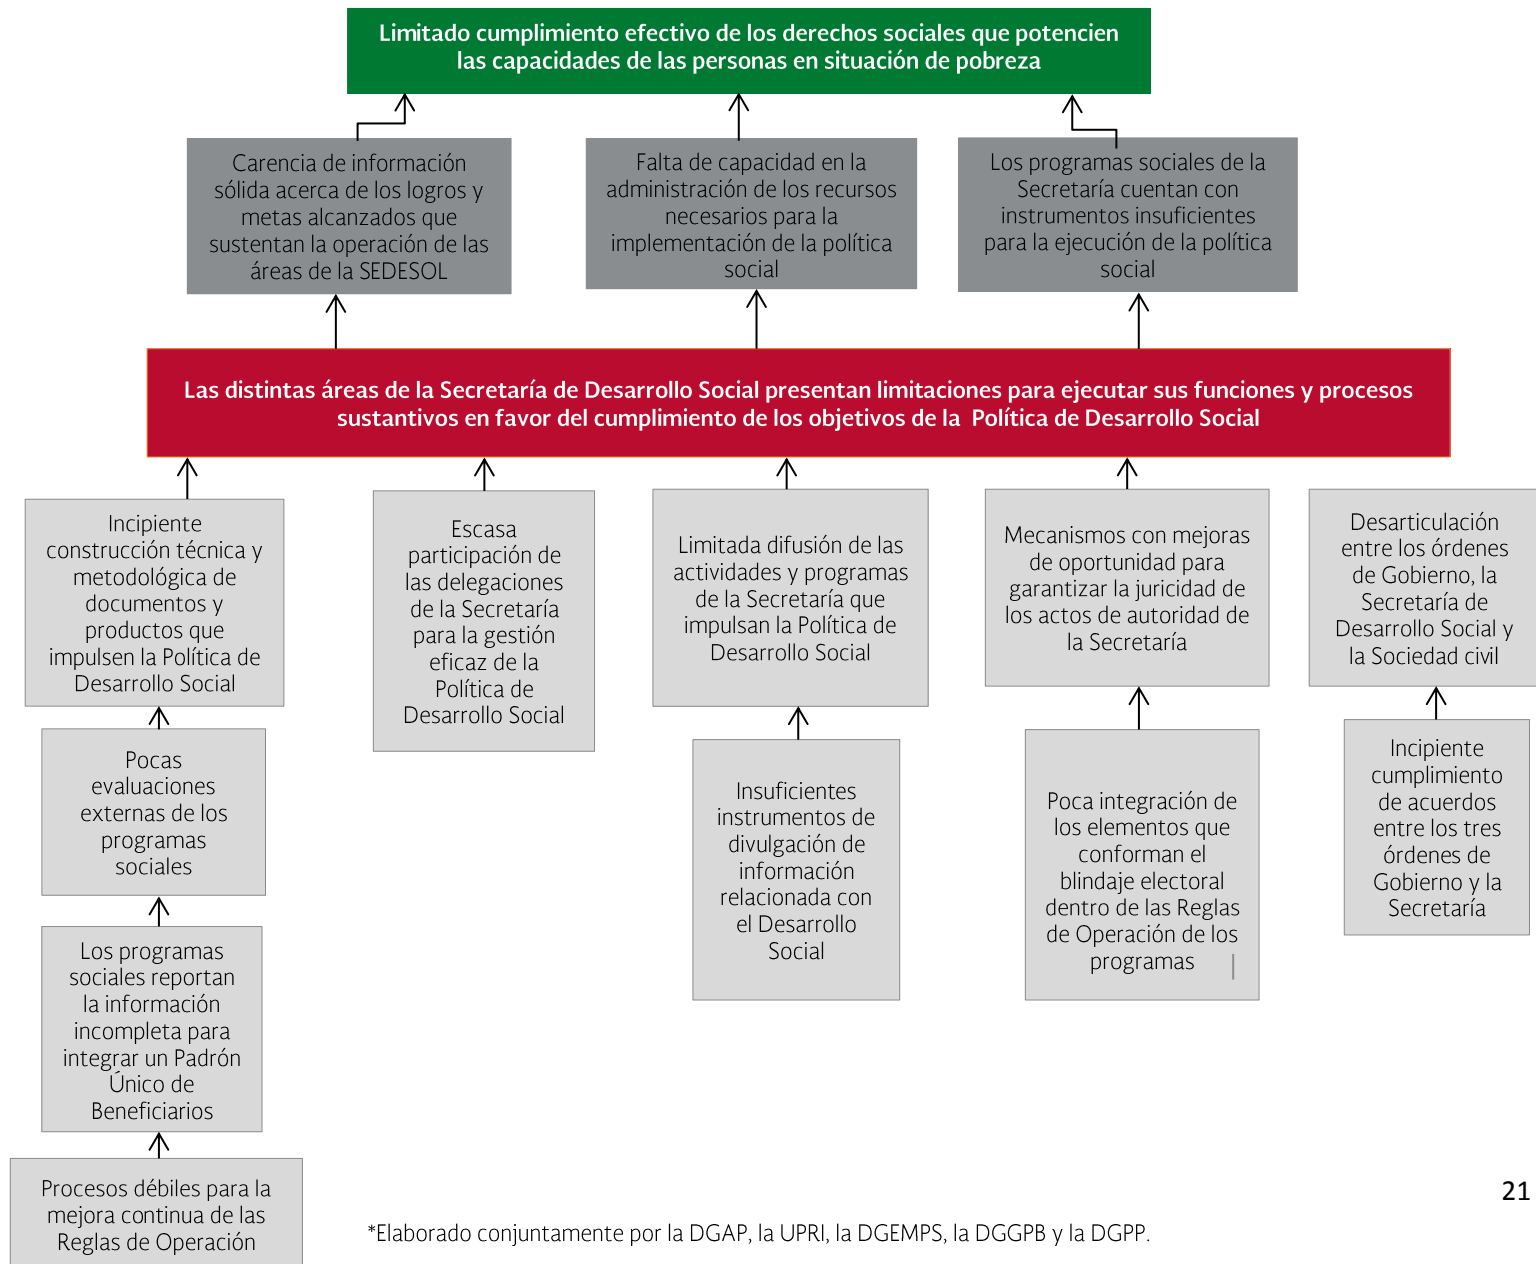 Limitado cumplimiento efectivo de los derechos sociales que potencien
las capacidades de las personas en situación de pobreza
Carencia de información
sólida acerca de los logros y
metas alcanzados que
sustentan la operación de las
áreas de la SEDESOL
Falta de capacidad en la
administración de los recursos
necesarios para la
implementación de la política
social
Los programas sociales de la
Secretaría cuentan con
instrumentos insuficientes
para la ejecución de la política
social
Las distintas áreas de la Secretaría de Desarrollo Social presentan limitaciones para ejecutar sus funciones y procesos
sustantivos en favor del cumplimiento de los objetivos de la Política de Desarrollo Social
Incipiente
construcción técnica y
metodológica de
documentos y
productos que
impulsen la Política de
Desarrollo Social
Escasa
participación de
las delegaciones
de la Secretaría
para la gestión
eficaz de la
Política de
Desarrollo Social
Limitada difusión de las
actividades y programas
de la Secretaría que
impulsan la Política de
Desarrollo Social
Mecanismos con mejoras
de oportunidad para
garantizar la juricidad de
los actos de autoridad de
la Secretaría
Desarticulación
entre los órdenes
de Gobierno, la
Secretaría de
Desarrollo Social y
la Sociedad civil
Pocas
evaluaciones
externas de los
programas
sociales
Insuficientes
instrumentos de
divulgación de
información
relacionada con
el Desarrollo
Social
Poca integración de
los elementos que
conforman el
blindaje electoral
dentro de las Reglas
de Operación de los
programas
Incipiente
cumplimiento
de acuerdos
entre los tres
órdenes de
Gobierno y la
Secretaría
Los programas
sociales reportan
la información
incompleta para
integrar un Padrón
Único de
Beneficiarios
Procesos débiles para la
mejora continua de las
Reglas de Operación
*Elaborado conjuntamente por la DGAP, la UPRI, la DGEMPS, la DGGPB y la DGPP.
21